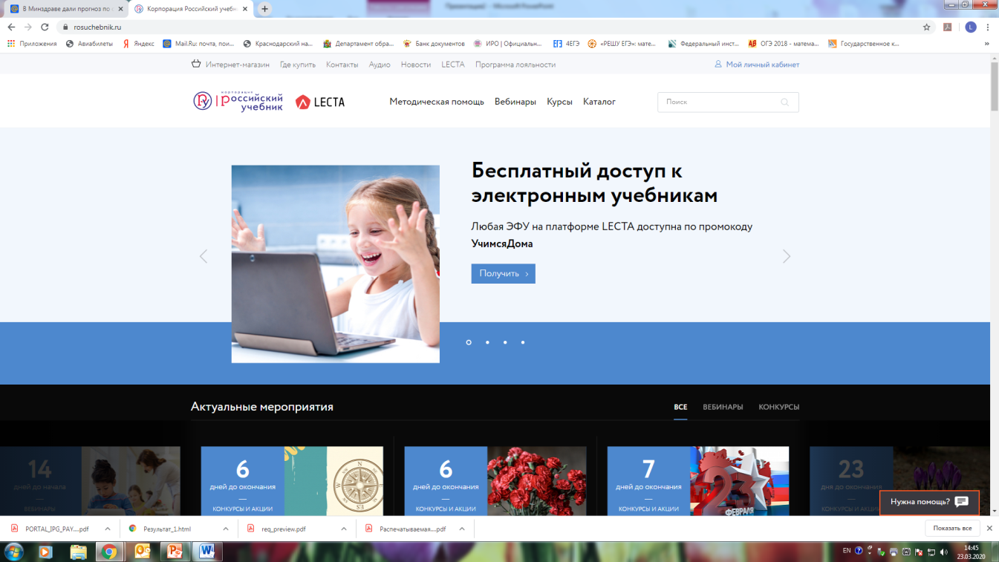 Презентация1 - Microsoft PowerPoint
В Минздраве дали прогноз по
Корпорация Российский учебн
rosuchebnik.ru
Приложения
Авиабилеты
Яндекс
Mail.Ru: почта, пои...
Краснодарский на...
Департамент обра...
Банк документов
ИРО | Официальн...
4ЕГЭ
«РЕШУ ЕГЭ»: мате...
Федеральный инст...
ОГЭ 2018 - матема...
Государственное к...
Интернет-магазин Где купить Контакты Аудио Новости LECTA Программа лояльности
Мой личный кабинет
корпорация
Российский
учебник
LECTA
Методическая помощь Вебинары Курсы Каталог
Поиск
Бесплатный доступ к
электронным учебникам
Любая ЭФУ на платформе LECTA доступна по промокоду
УчимсяДома
Получить
Актуальные мероприятия
ВСЕ ВЕБИНАРЫ КОНКУРСЫ
14
дней до начала
ВЕБИНАРЫ
6
дней до окончания
КОНКУРСЫ И АКЦИИ
6
дней до окончания
КОНКУРСЫ И АКЦИИ
7
дней до окончания
КОНКУРСЫ И АКЦИИ
23
ФЕВРАЛЯ
23
дня до окончания
КОНКУРСЫ И АКЦИИ
Нужна помощь?
PORTAL_IPG_PAY....pdf
Результат_1.html
req_preview.pdf
Распечатываемая....pdf
Показать все
EN
14:45
23.03.2020